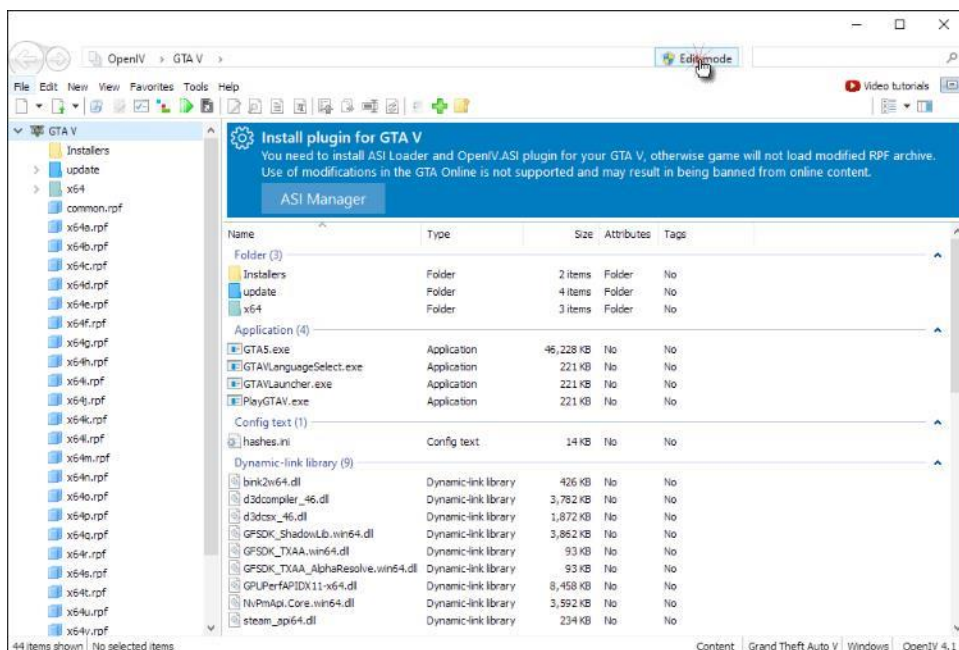 OpenIV > GTA V >
Edit mode
File Edit New View Favorites Tools Help
Video tutorials
GTA V
Installers
update
x64
common.rpf
x64a.rpf
x64b.rpf
x64c.rpf
x64d.rpf
x64e.rpf
x64f.rpf
x64g.rpf
x64h.rpf
x64i.rpf
x64j.rpf
x64k.rpf
x64l.rpf
x64m.rpf
x64n.rpf
x64o.rpf
x64p.rpf
x64q.rpf
x64r.rpf
x64s.rpf
x64t.rpf
x64u.rpf
x64v.rpf
Install plugin for GTA V
You need to install ASI Loader and OpenIV.ASI plugin for your GTA V, otherwise game will not load modified RPF archive.
Use of modifications in the GTA Online is not supported and may result in being banned from online content.
ASI Manager
Name Type Size Attributes Tags
Folder (3)
Installers Folder 2 items Folder No
update Folder 4 items Folder No
x64 Folder 3 items Folder No
Application (4)
GTA5.exe Application 46,228 KB No No
GTAVLanguageSelect.exe Application 221 KB No No
GTAVLauncher.exe Application 221 KB No No
PlayGTAV.exe Application 221 KB No No
Config text (1)
hashes.ini Config text 14 KB No No
Dynamic-link library (9)
bink2w64.dll Dynamic-link library 426 KB No No
d3dcompiler_46.dll Dynamic-link library 3,782 KB No No
d3dcsx_46.dll Dynamic-link library 1,872 KB No No
GFSDK_ShadowLib.win64.dll Dynamic-link library 3,862 KB No No
GFSDK_TXAA.win64.dll Dynamic-link library 93 KB No No
GFSDK_TXAA_AlphaResolve.win64.dll Dynamic-link library 93 KB No No
GPUPerfAPIDX11-x64.dll Dynamic-link library 8,458 KB No No
NvPmApi.Core.win64.dll Dynamic-link library 3,592 KB No No
steam_api64.dll Dynamic-link library 234 KB No No
44 items shown No selected items Content Grand Theft Auto V Windows OpenIV 4.1